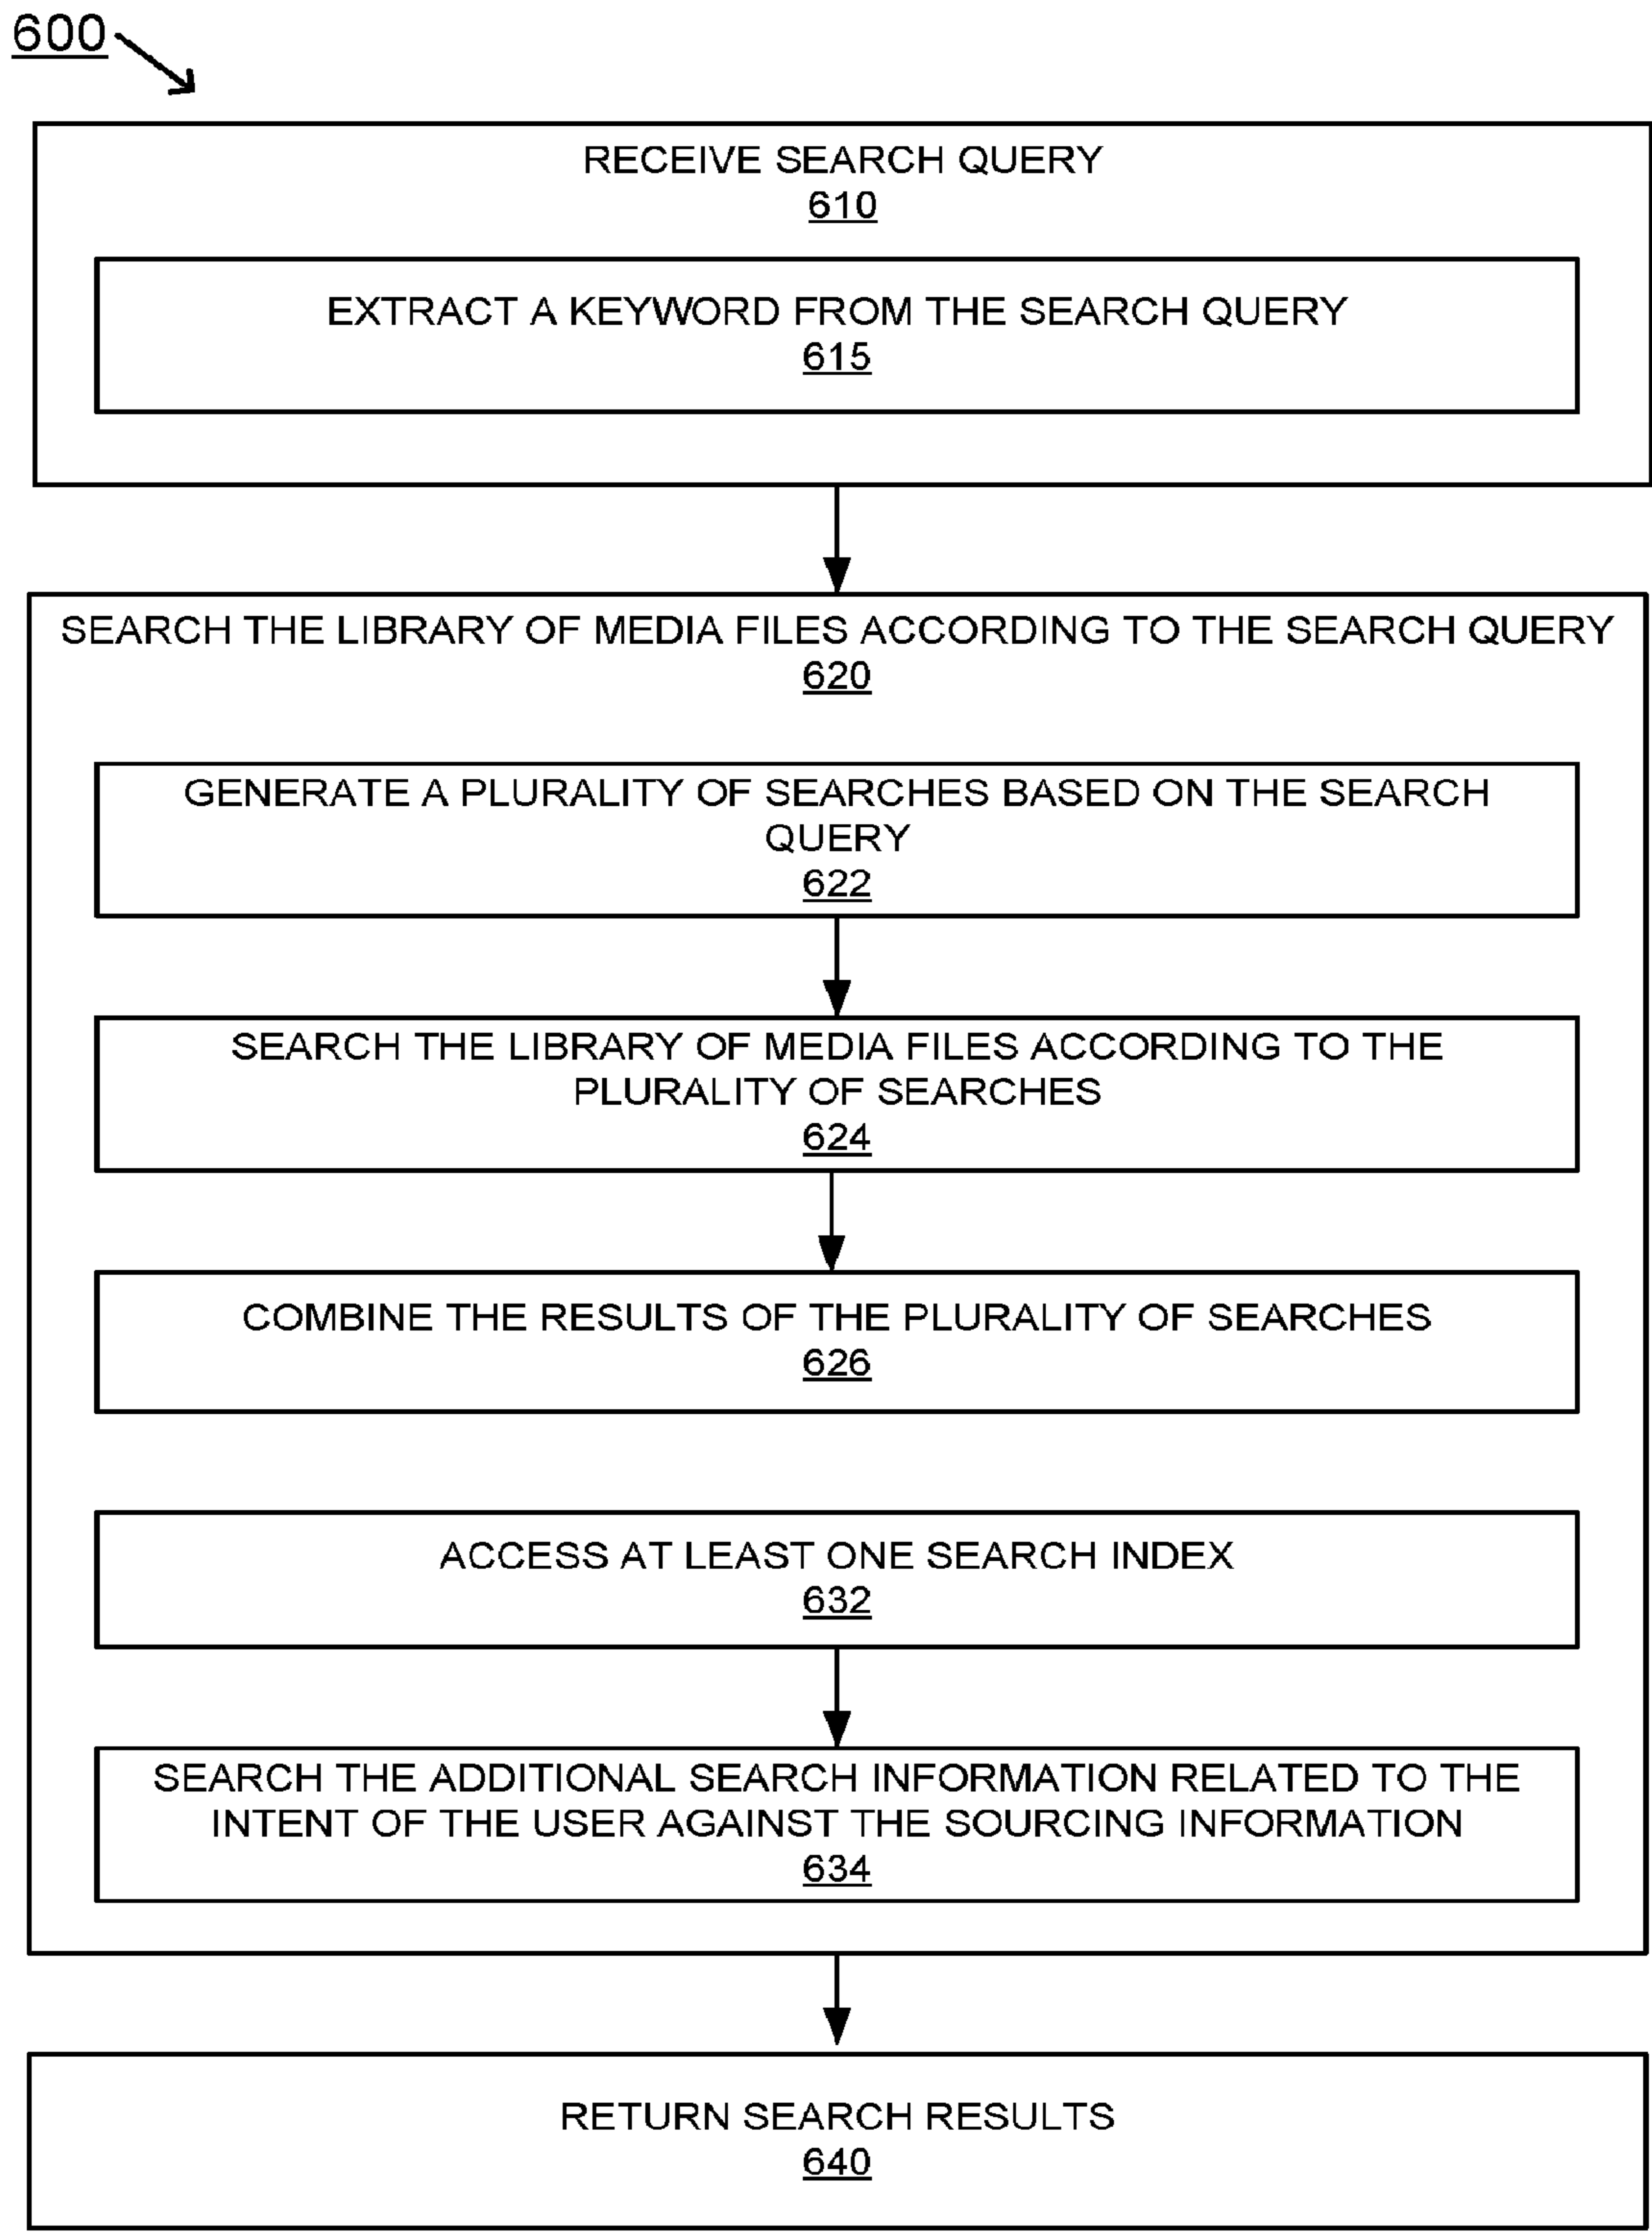 600
RECEIVE SEARCH QUERY
610
EXTRACT A KEYWORD FROM THE SEARCH QUERY
615
SEARCH THE LIBRARY OF MEDIA FILES ACCORDING TO THE SEARCH QUERY
620
GENERATE A PLURALITY OF SEARCHES BASED ON THE SEARCH
QUERY
622
SEARCH THE LIBRARY OF MEDIA FILES ACCORDING TO THE
PLURALITY OF SEARCHES
624
COMBINE THE RESULTS OF THE PLURALITY OF SEARCHES
626
ACCESS AT LEAST ONE SEARCH INDEX
632
SEARCH THE ADDITIONAL SEARCH INFORMATION RELATED TO THE
INTENT OF THE USER AGAINST THE SOURCING INFORMATION
634
RETURN SEARCH RESULTS
640